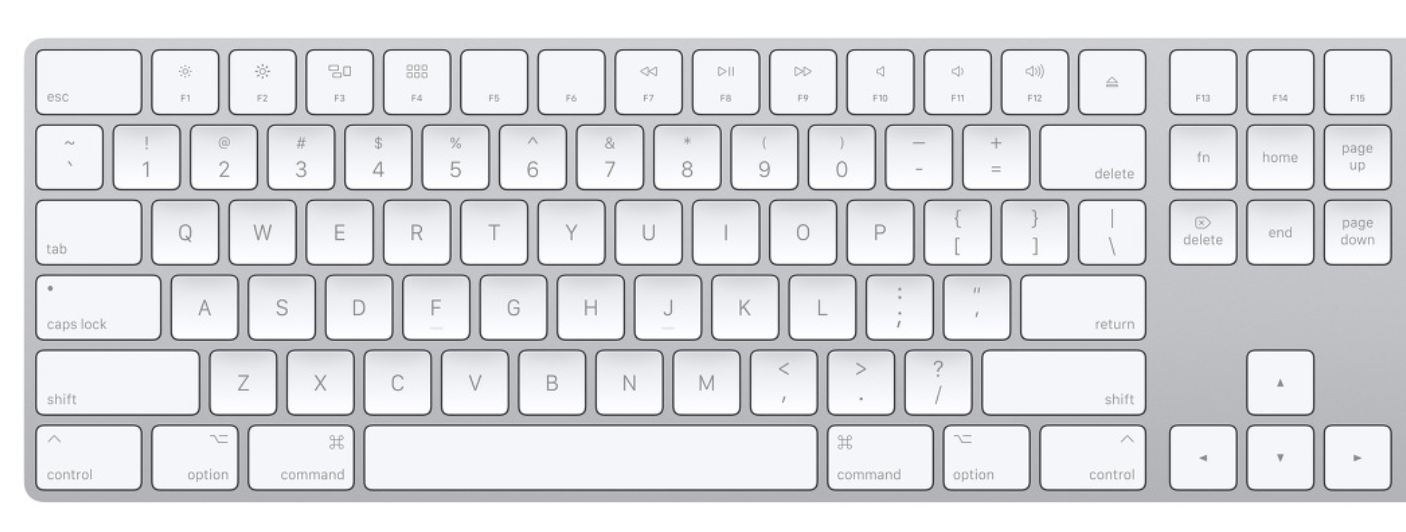 esc F1 F2 F3 F4 F5 F6 F7 F8 F9 F10 F11 F12 F13 F14 F15
~ ! @ # $ % ^ & * ( ) — +
` 1 2 3 4 5 6 7 8 9 0 - = delete fn home page up
tab Q W E R T Y U I O P { [ } ] | \ delete end page down
caps lock A S D F G H J K L : ; " ' return
shift Z X C V B N M < , > . ? / shift ▲
^ control ⌥ option ⌘ command ⌘ command ⌥ option ^ control ◄ ▼ ►